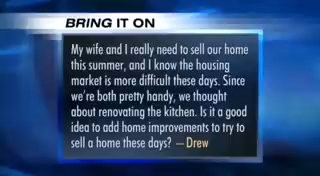 BRING IT ON
My wife and I really need to sell our home
this summer, and I know the housing
market is more difficult these days. Since
we're both pretty handy, we thought
about renovating the kitchen. Is it a good
idea to add home improvements to try to
sell a home these days? – Drew